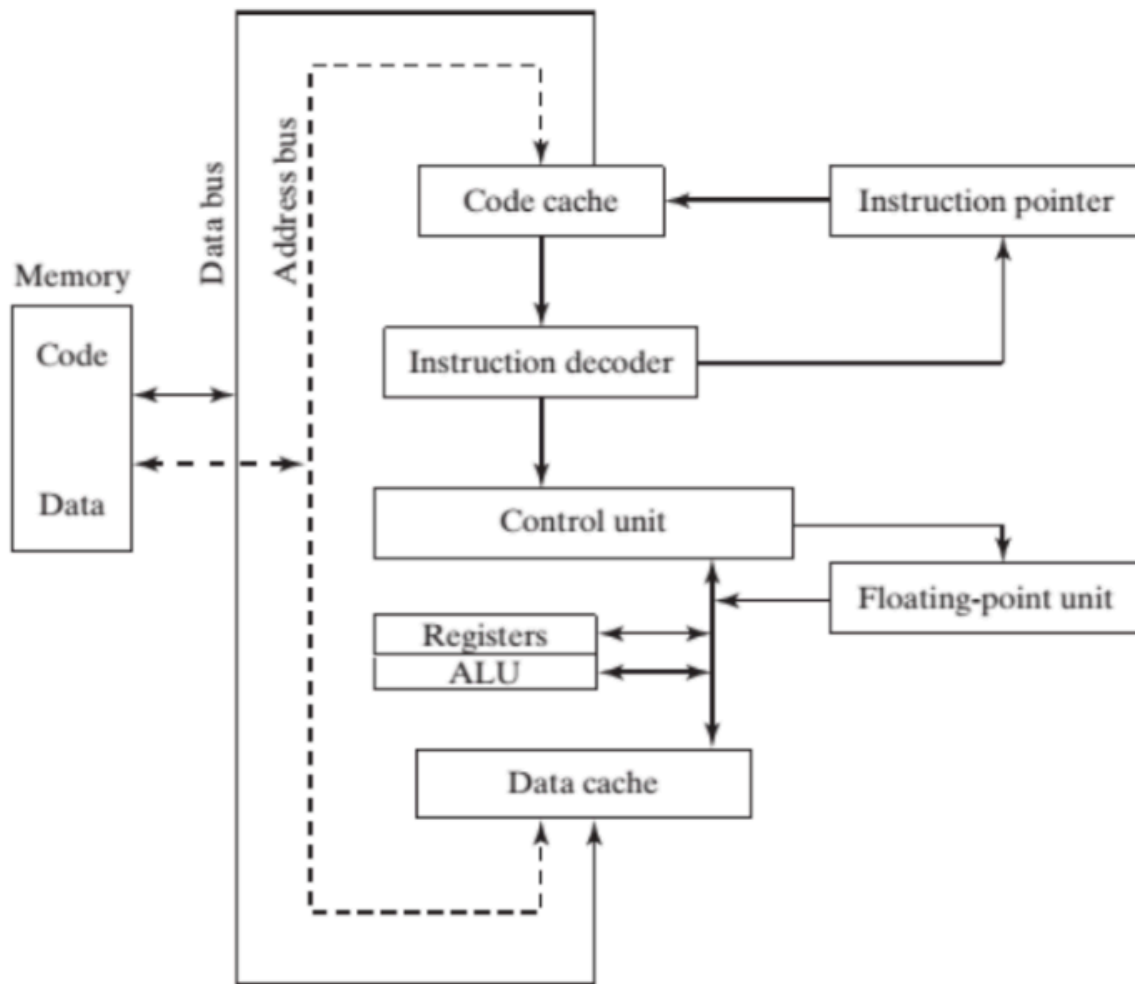 Data bus
Address bus
Code cache
Instruction pointer
Memory
Code
Instruction decoder
Data
Control unit
Floating-point unit
Registers
ALU
Data cache